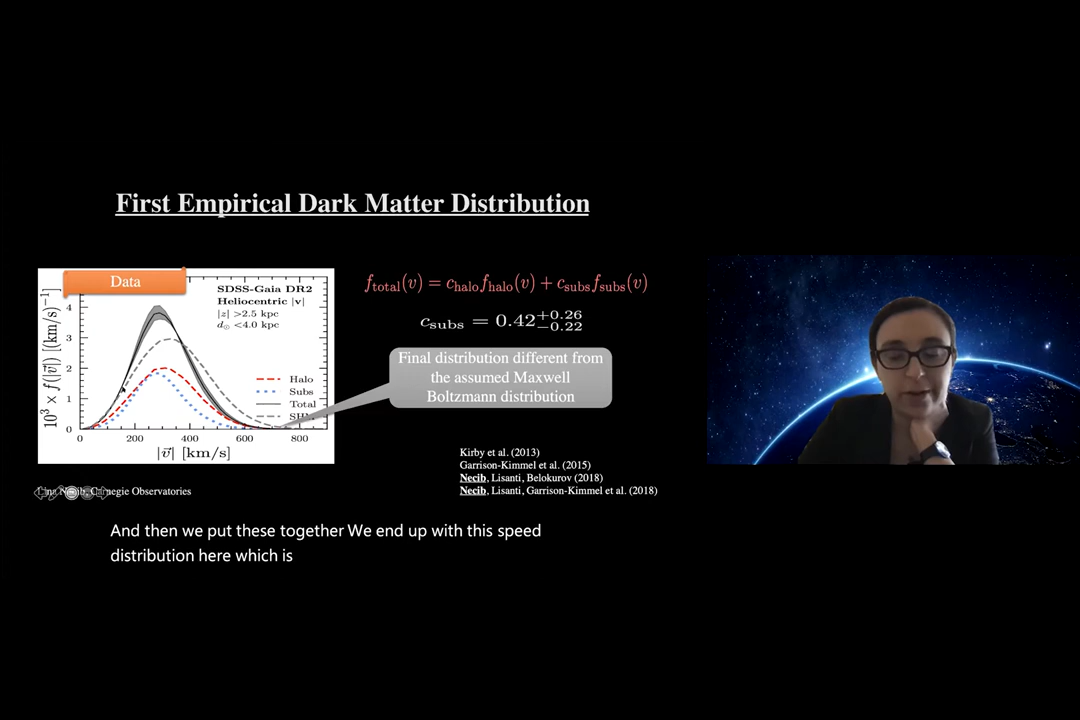 First Empirical Dark Matter Distribution
Data
SDSS-Gaia DR2
Heliocentric |v|
|z| >2.5 kpc
d☉ <4.0 kpc
10³ × f(|v⃗|) [(km/s)⁻¹]
4
3
2
1
0
Halo
Subs
Total
0 200 400 600 800
|v⃗| [km/s]
f_total(v) = c_halo f_halo(v) + c_subs f_subs(v)
c_subs = 0.42 +0.26 −0.22
Final distribution different from
the assumed Maxwell
Boltzmann distribution
Kirby et al. (2013)
Garrison-Kimmel et al. (2015)
Necib, Lisanti, Belokurov (2018)
Necib, Lisanti, Garrison-Kimmel et al. (2018)
Carnegie Observatories
And then we put these together We end up with this speed
distribution here which is